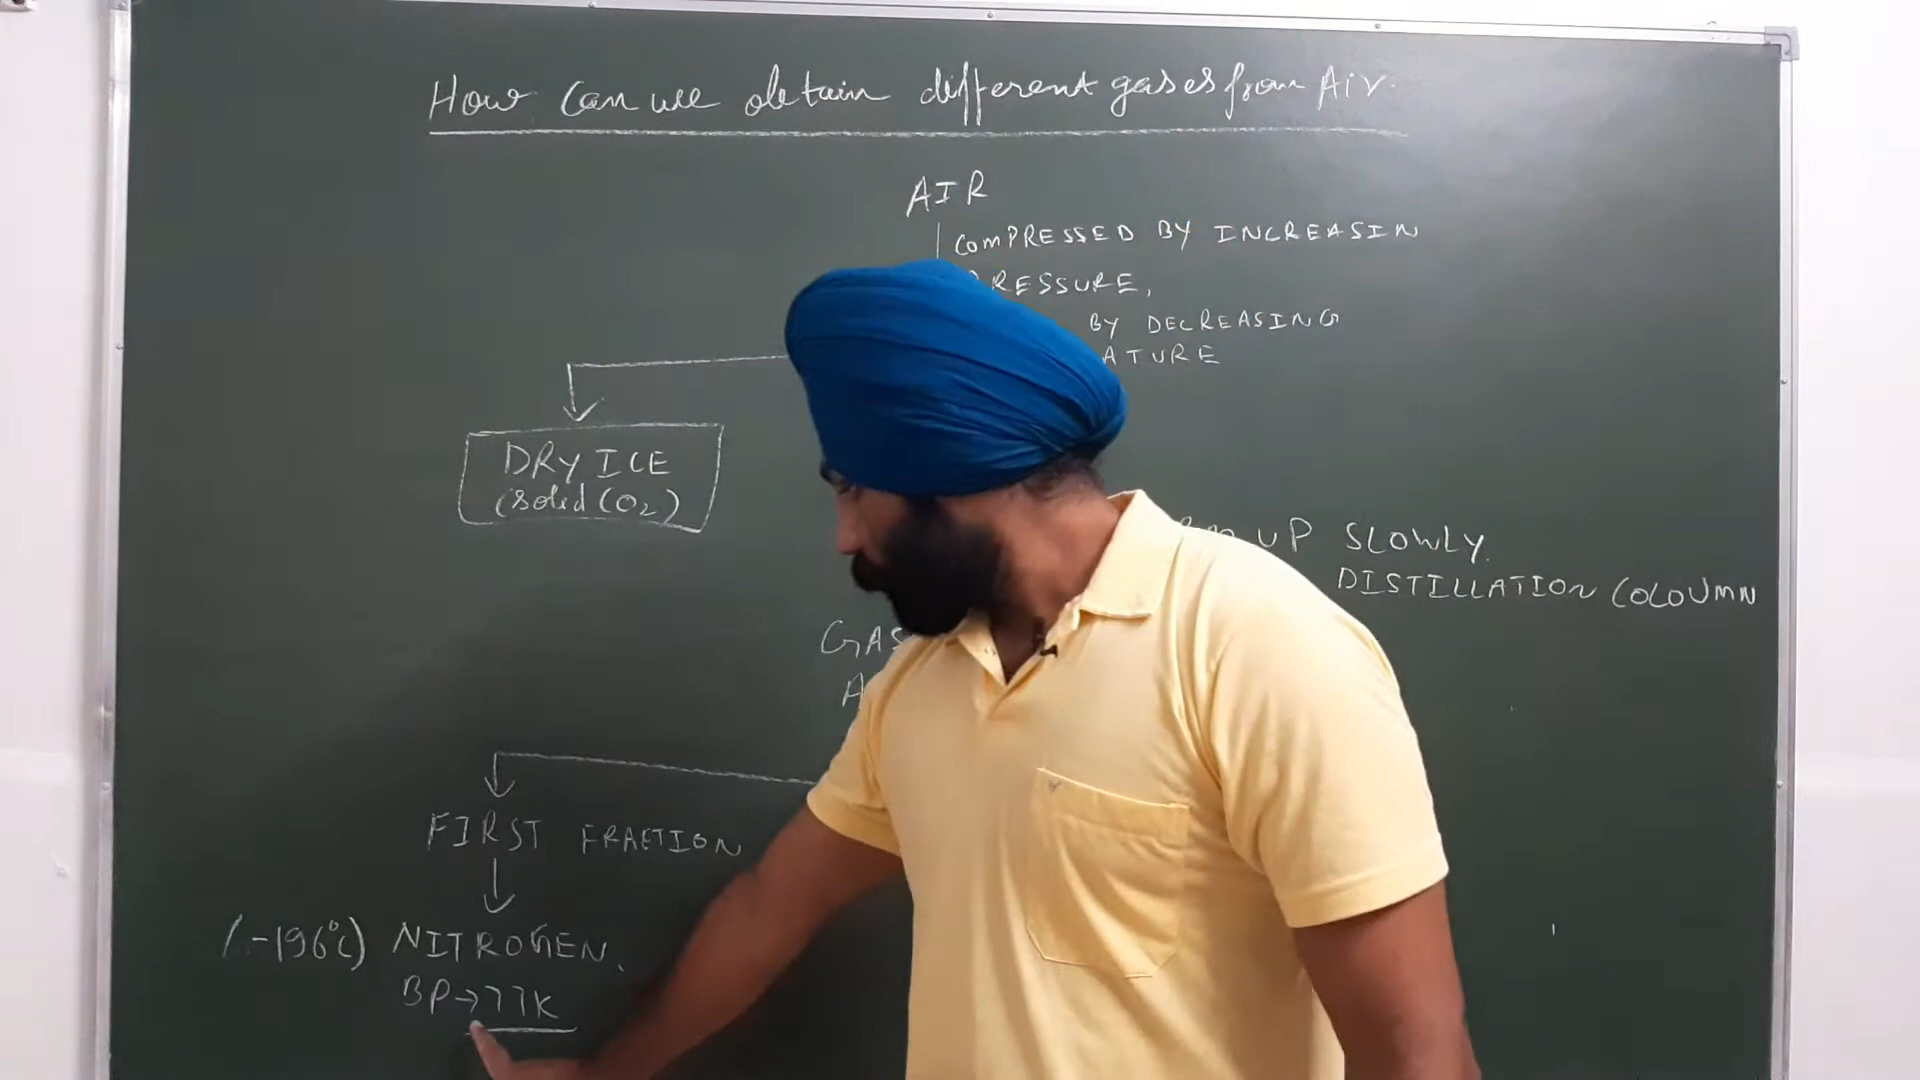 How can we obtain different gases from Air.
AIR
COMPRESSED BY INCREASIN
PRESSURE,
BY DECREASING
ATURE
DRY ICE
(solid CO2)
UP SLOWLY.
DISTILLATION COLOUMN
GAS
A
FIRST FRACTION
(-196°C) NITROGEN.
BP→77K